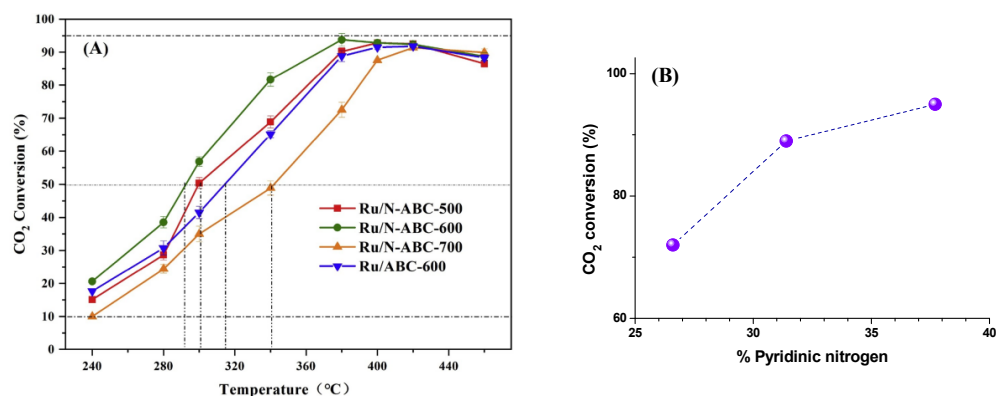 (A)
CO2 Conversion (%)
100
90
80
70
60
50
40
30
20
10
0
Ru/N-ABC-500
Ru/N-ABC-600
Ru/N-ABC-700
Ru/ABC-600
240 280 320 360 400 440
Temperature (℃)
(B)
CO2 conversion (%)
100
80
60
25 30 35 40
% Pyridinic nitrogen